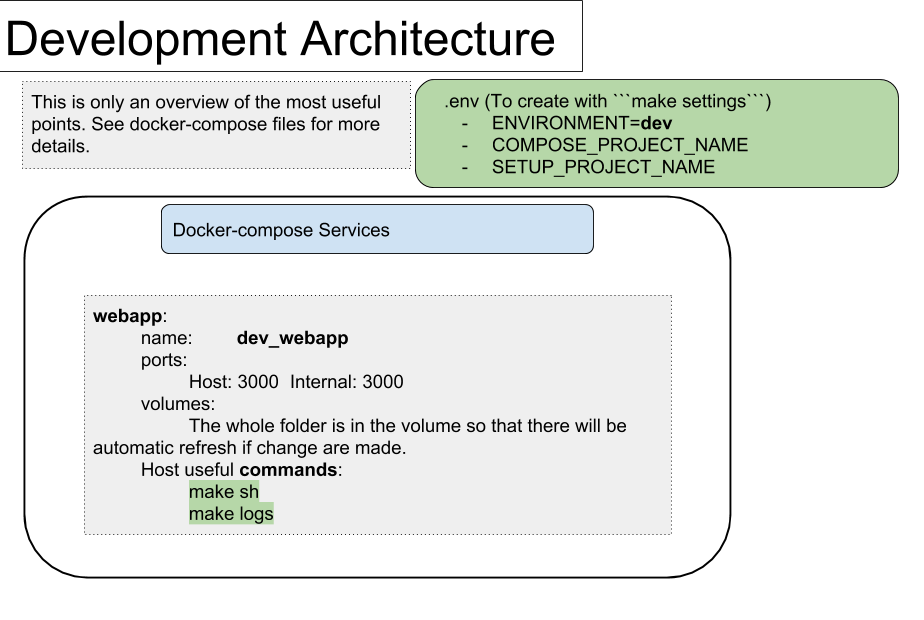 Development Architecture
This is only an overview of the most useful
points. See docker-compose files for more
details.
.env (To create with ```make settings```)
- ENVIRONMENT=dev
- COMPOSE_PROJECT_NAME
- SETUP_PROJECT_NAME
Docker-compose Services
webapp:
name: dev_webapp
ports:
Host: 3000 Internal: 3000
volumes:
The whole folder is in the volume so that there will be
automatic refresh if change are made.
Host useful commands:
make sh
make logs